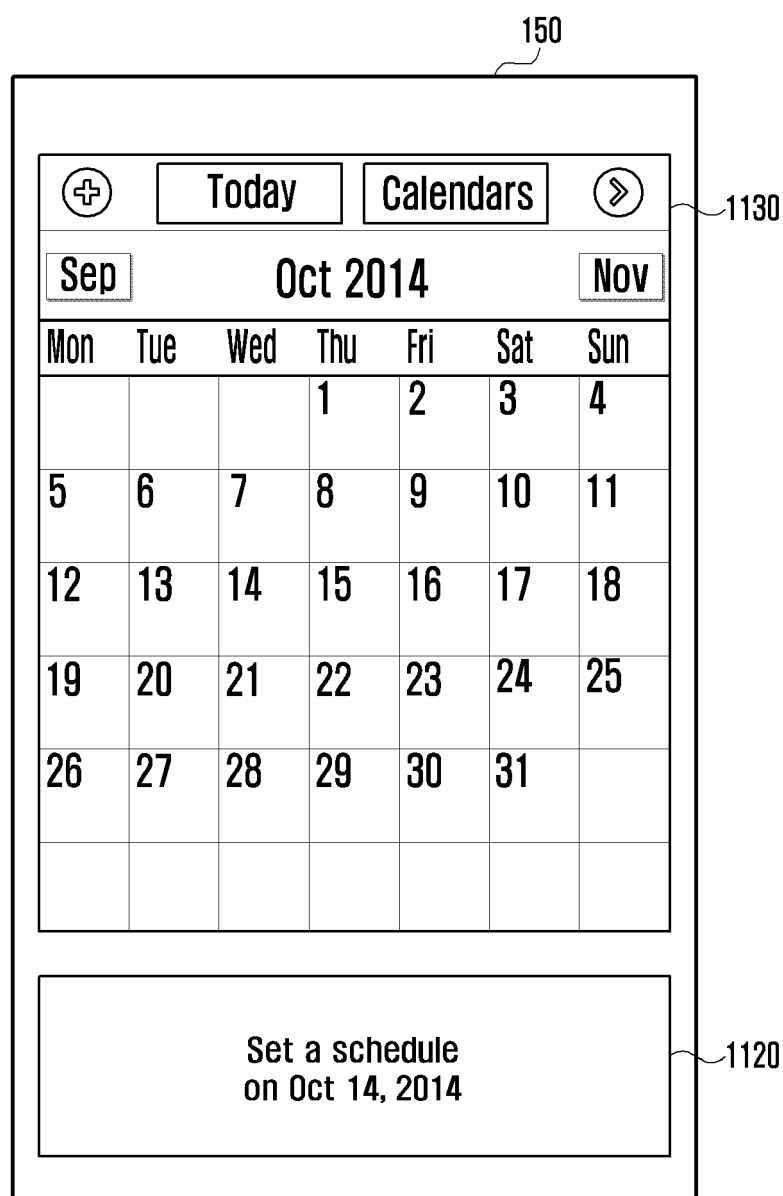 150
Today Calendars
1130
Sep Oct 2014 Nov
Mon Tue Wed Thu Fri Sat Sun
1 2 3 4
5 6 7 8 9 10 11
12 13 14 15 16 17 18
19 20 21 22 23 24 25
26 27 28 29 30 31
Set a schedule
on Oct 14, 2014
1120